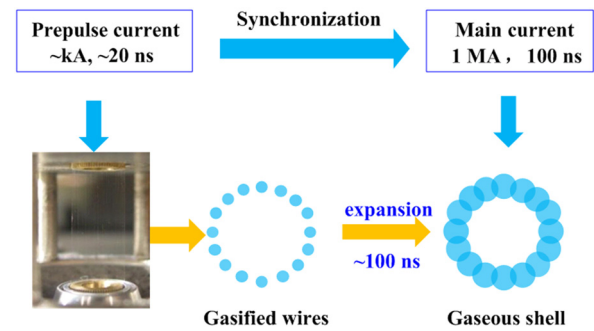 Synchronization
Prepulse current
~kA, ~20 ns
Main current
1 MA， 100 ns
expansion
~100 ns
Gasified wires
Gaseous shell